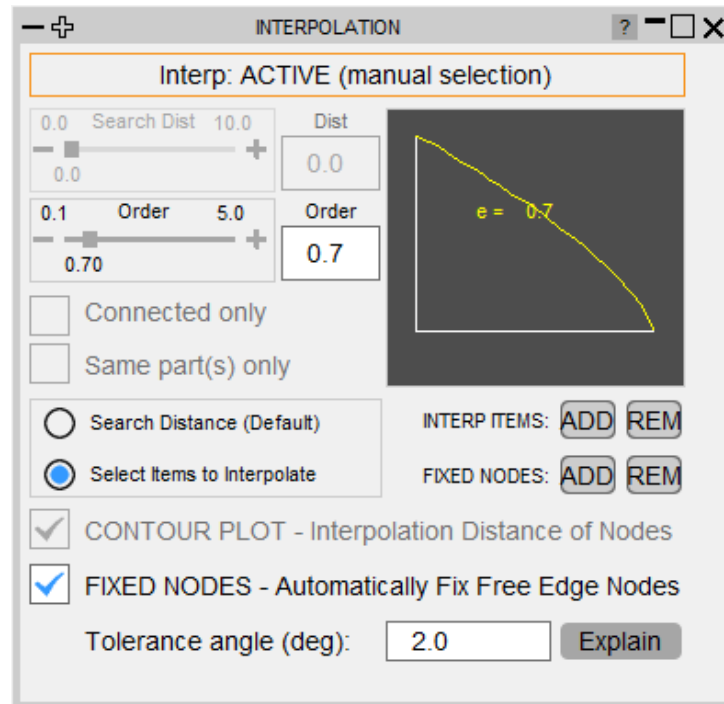 INTERPOLATION ?
Interp: ACTIVE (manual selection)
0.0 Search Dist 10.0 Dist
0.0
0.0
0.1 Order 5.0 Order
0.7
0.70
e = 0.7
Connected only
Same part(s) only
Search Distance (Default) INTERP ITEMS: ADD REM
Select Items to Interpolate FIXED NODES: ADD REM
CONTOUR PLOT - Interpolation Distance of Nodes
FIXED NODES - Automatically Fix Free Edge Nodes
Tolerance angle (deg): 2.0 Explain